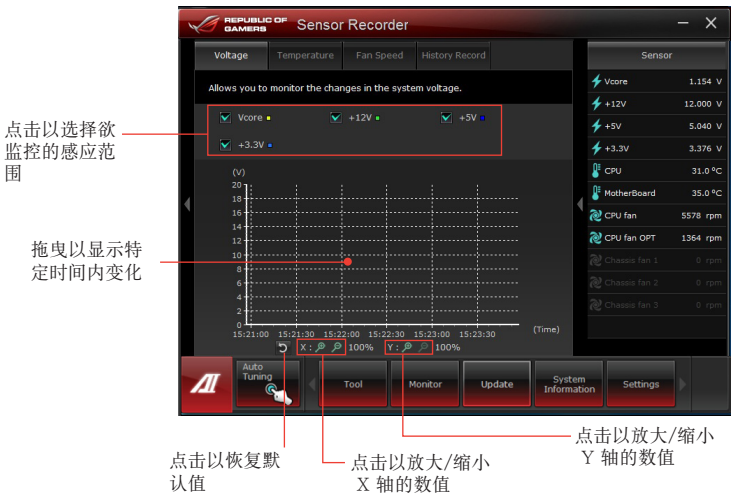 REPUBLIC OF
GAMERS
Sensor Recorder
Voltage
Temperature
Fan Speed
History Record
Allows you to monitor the changes in the system voltage.
Vcore
+12V
+5V
+3.3V
点击以选择欲
监控的感应范
围
(V)
20
18
16
14
12
10
8
6
4
2
0
15:21:00 15:21:30 15:22:00 15:22:30 15:23:00 15:23:30
(Time)
拖曳以显示特
定时间内变化
X : 100%
Y : 100%
Sensor
Vcore 1.154 V
+12V 12.000 V
+5V 5.040 V
+3.3V 3.376 V
CPU 31.0 ºC
MotherBoard 35.0 ºC
CPU fan 5578 rpm
CPU fan OPT 1364 rpm
Chassis fan 1 0 rpm
Chassis fan 2 0 rpm
Chassis fan 3 0 rpm
Auto
Tuning
Tool
Monitor
Update
System
Information
Settings
点击以恢复默
认值
点击以放大/缩小
X 轴的数值
点击以放大/缩小
Y 轴的数值